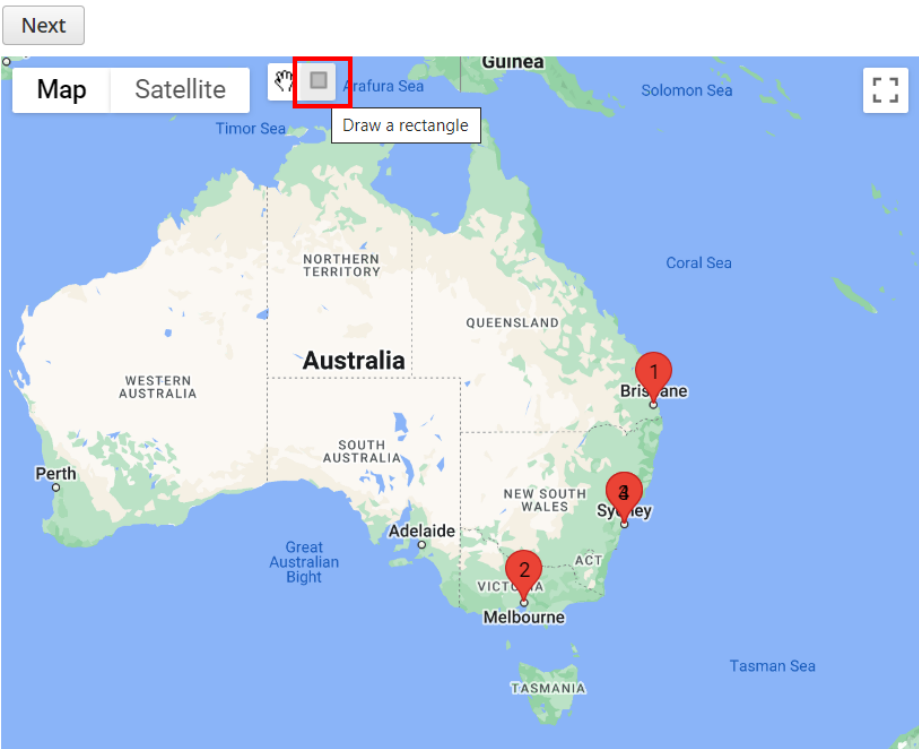 Next
Guinea
Map
Satellite
Arafura Sea
Solomon Sea
Draw a rectangle
Timor Sea
NORTHERN
TERRITORY
Coral Sea
QUEENSLAND
Australia
1
Brisbane
WESTERN
AUSTRALIA
SOUTH
AUSTRALIA
Perth
NEW SOUTH
WALES
Sydney
Adelaide
Great
Australian
Bight
ACT
2
VICTORIA
Melbourne
Tasman Sea
TASMANIA